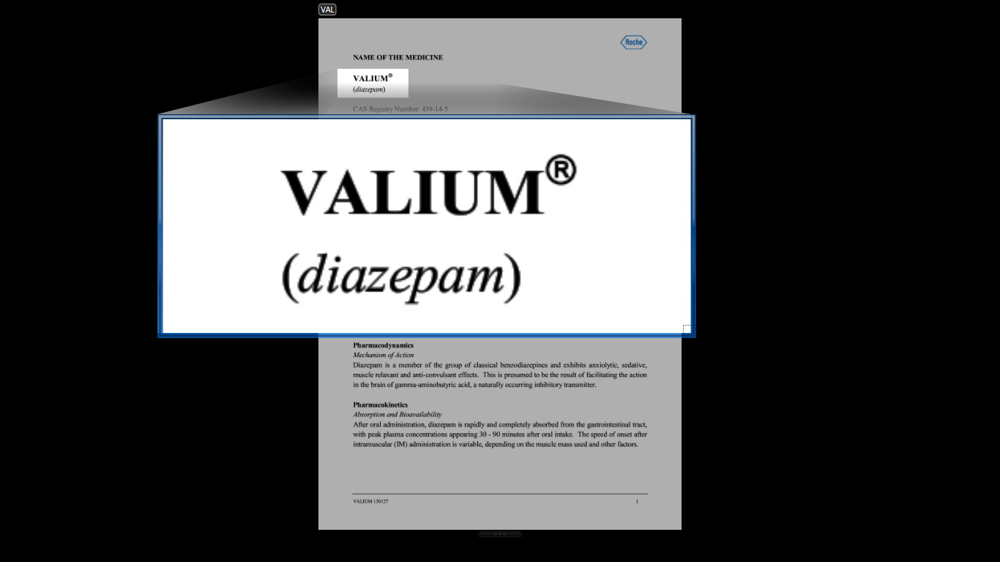 VAL
Roche
NAME OF THE MEDICINE
VALIUM®
(diazepam)
CAS Registry Number: 439-14-5
VALIUM®
(diazepam)
Pharmacodynamics
Mechanism of Action
Diazepam is a member of the group of classical benzodiazepines and exhibits anxiolytic, sedative,
muscle relaxant and anti-convulsant effects. This is presumed to be the result of facilitating the action
in the brain of gamma-aminobutyric acid, a naturally occurring inhibitory transmitter.
Pharmacokinetics
Absorption and Bioavailability
After oral administration, diazepam is rapidly and completely absorbed from the gastrointestinal tract,
with peak plasma concentrations appearing 30 - 90 minutes after oral intake. The speed of onset after
intramuscular (IM) administration is variable, depending on the muscle mass used and other factors.
VALIUM 150127 1